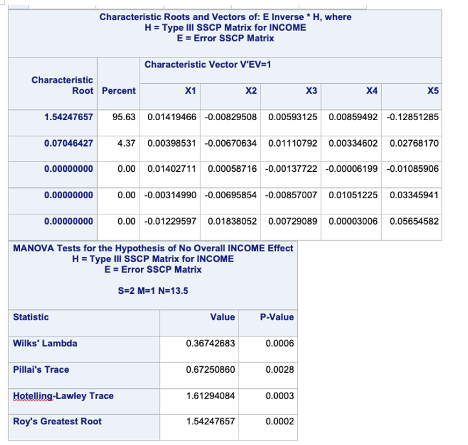 Characteristic Roots and Vectors of: E Inverse * H, where
H = Type III SSCP Matrix for INCOME
E = Error SSCP Matrix
Characteristic Root Percent Characteristic Vector V'EV=1
X1 X2 X3 X4 X5
1.54247657 95.63 0.01419466 -0.00829508 0.00593125 0.00859492 -0.12851285
0.07046427 4.37 0.00398531 -0.00670634 0.01110792 0.00334602 0.02768170
0.00000000 0.00 0.01402711 0.00058716 -0.00137722 -0.00006199 -0.01085906
0.00000000 0.00 -0.00314990 -0.00695854 -0.00857007 0.01051225 0.03345941
0.00000000 0.00 -0.01229597 0.01838052 0.00729089 0.00003006 0.05654582
MANOVA Tests for the Hypothesis of No Overall INCOME Effect
H = Type III SSCP Matrix for INCOME
E = Error SSCP Matrix
S=2 M=1 N=13.5
Statistic Value P-Value
Wilks' Lambda 0.36742683 0.0006
Pillai's Trace 0.67250860 0.0028
Hotelling-Lawley Trace 1.61294084 0.0003
Roy's Greatest Root 1.54247657 0.0002